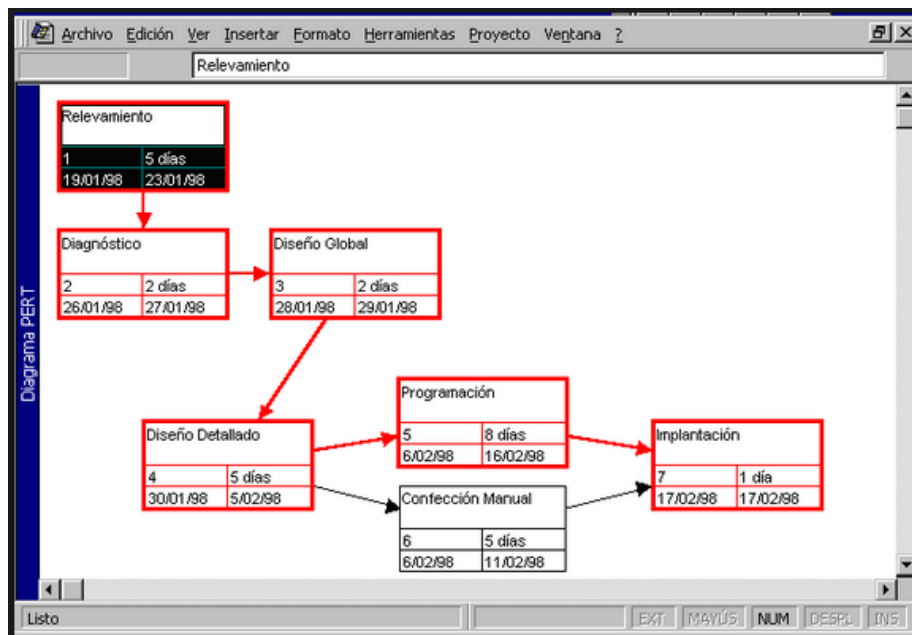 Archivo Edición Ver Insertar Formato Herramientas Proyecto Ventana ?
Relevamiento
Diagrama PERT
Relevamiento
1 5 días
19/01/98 23/01/98
Diagnóstico
2 2 días
26/01/98 27/01/98
Diseño Global
3 2 días
28/01/98 29/01/98
Diseño Detallado
4 5 días
30/01/98 5/02/98
Programación
5 8 días
6/02/98 16/02/98
Confección Manual
6 5 días
6/02/98 11/02/98
Implantación
7 1 día
17/02/98 17/02/98
Listo EXT MAYÚS NUM DESPL INS